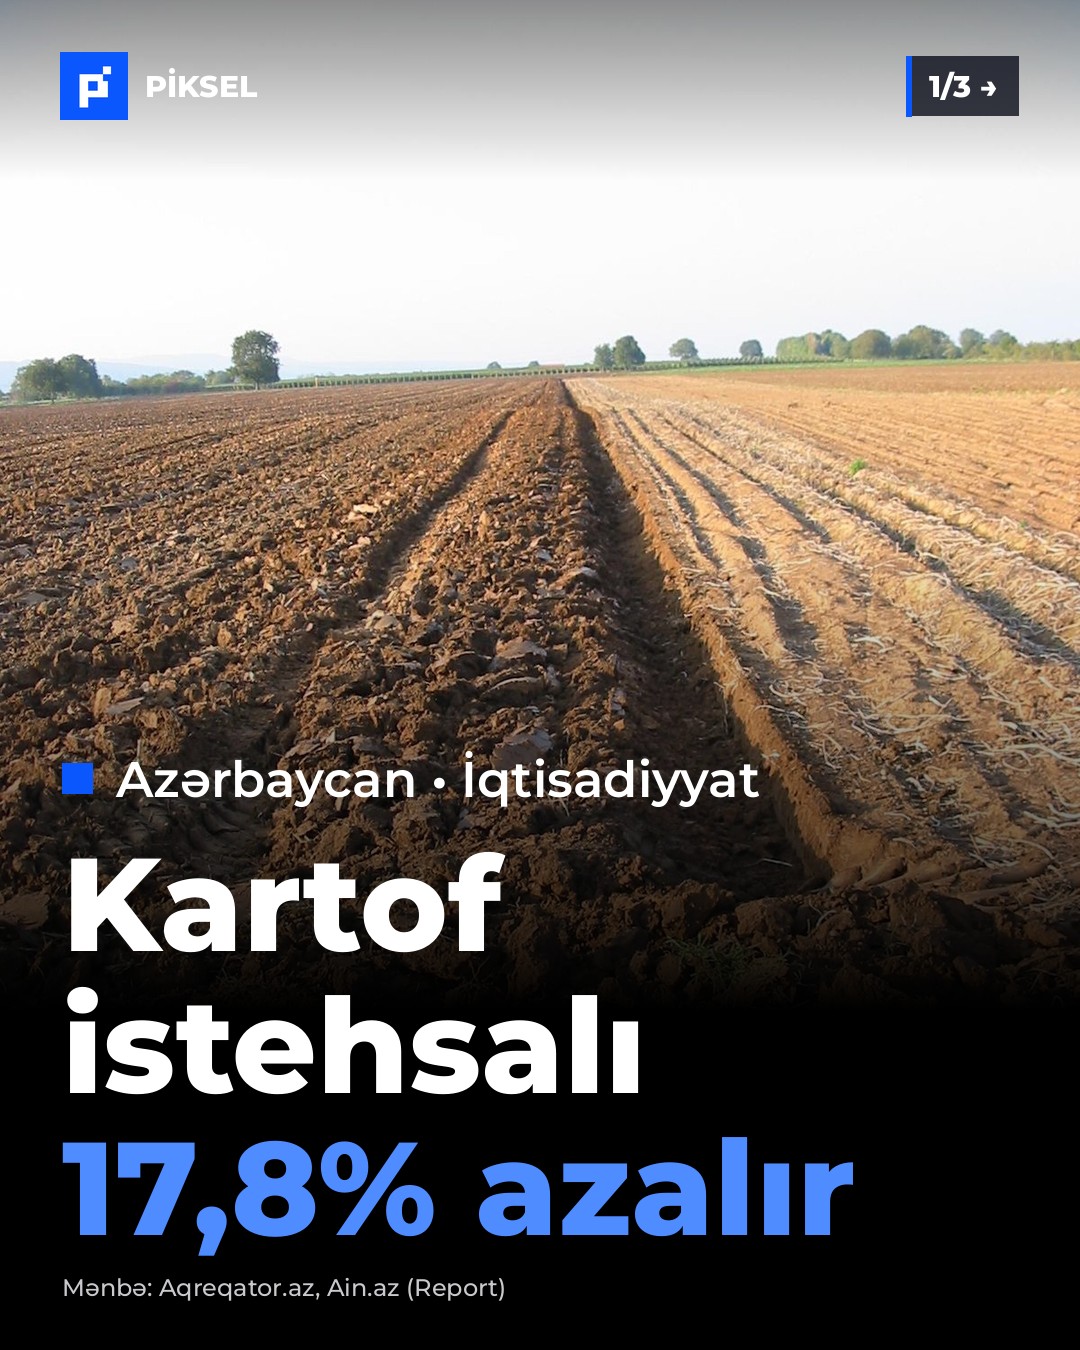 PİKSEL
1/3 →
Azərbaycan • İqtisadiyyat
Kartof
istehsalı
17,8% azalır
Mənbə: Aqreqator.az, Ain.az (Report)